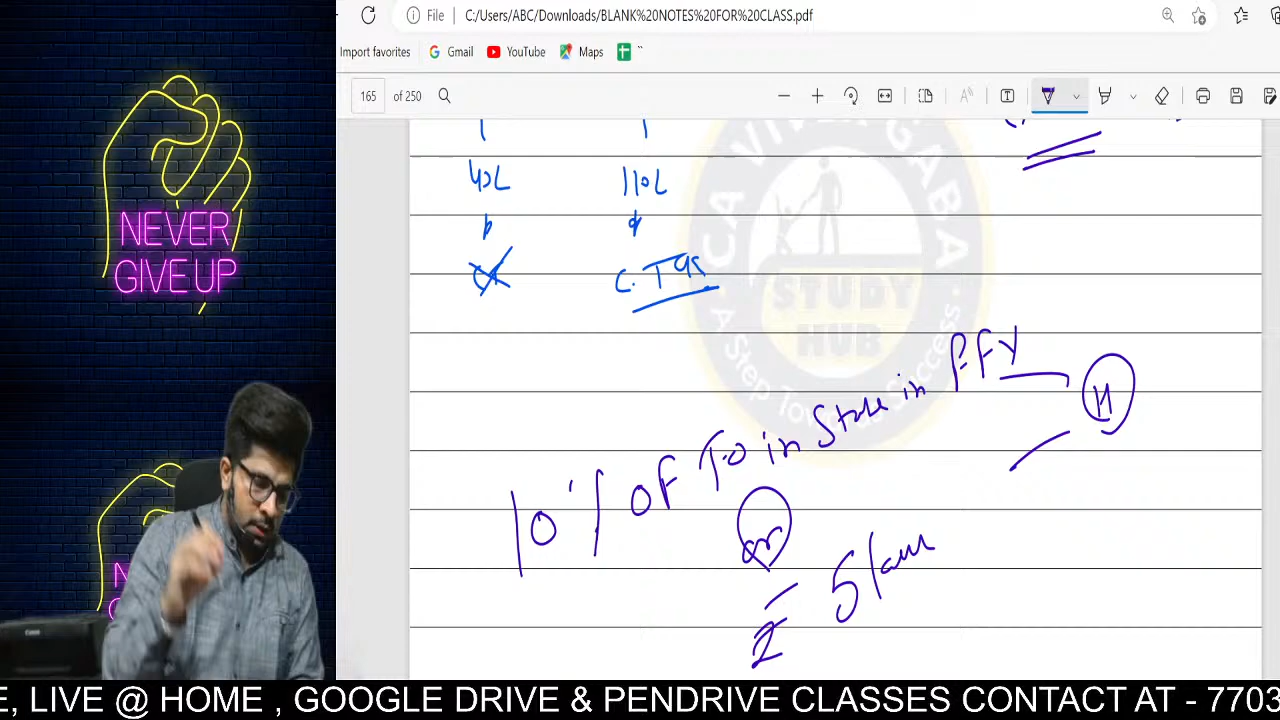 File C:/Users/ABC/Downloads/BLANK%20NOTES%20FOR%20CLASS.pdf
Import favorites Gmail YouTube Maps
165 of 250
40L 110L
C.
10% OF T-O in State in PFY
H
or
5 law
NEVER
GIVE UP
E, LIVE @ HOME , GOOGLE DRIVE & PENDRIVE CLASSES CONTACT AT - 7703